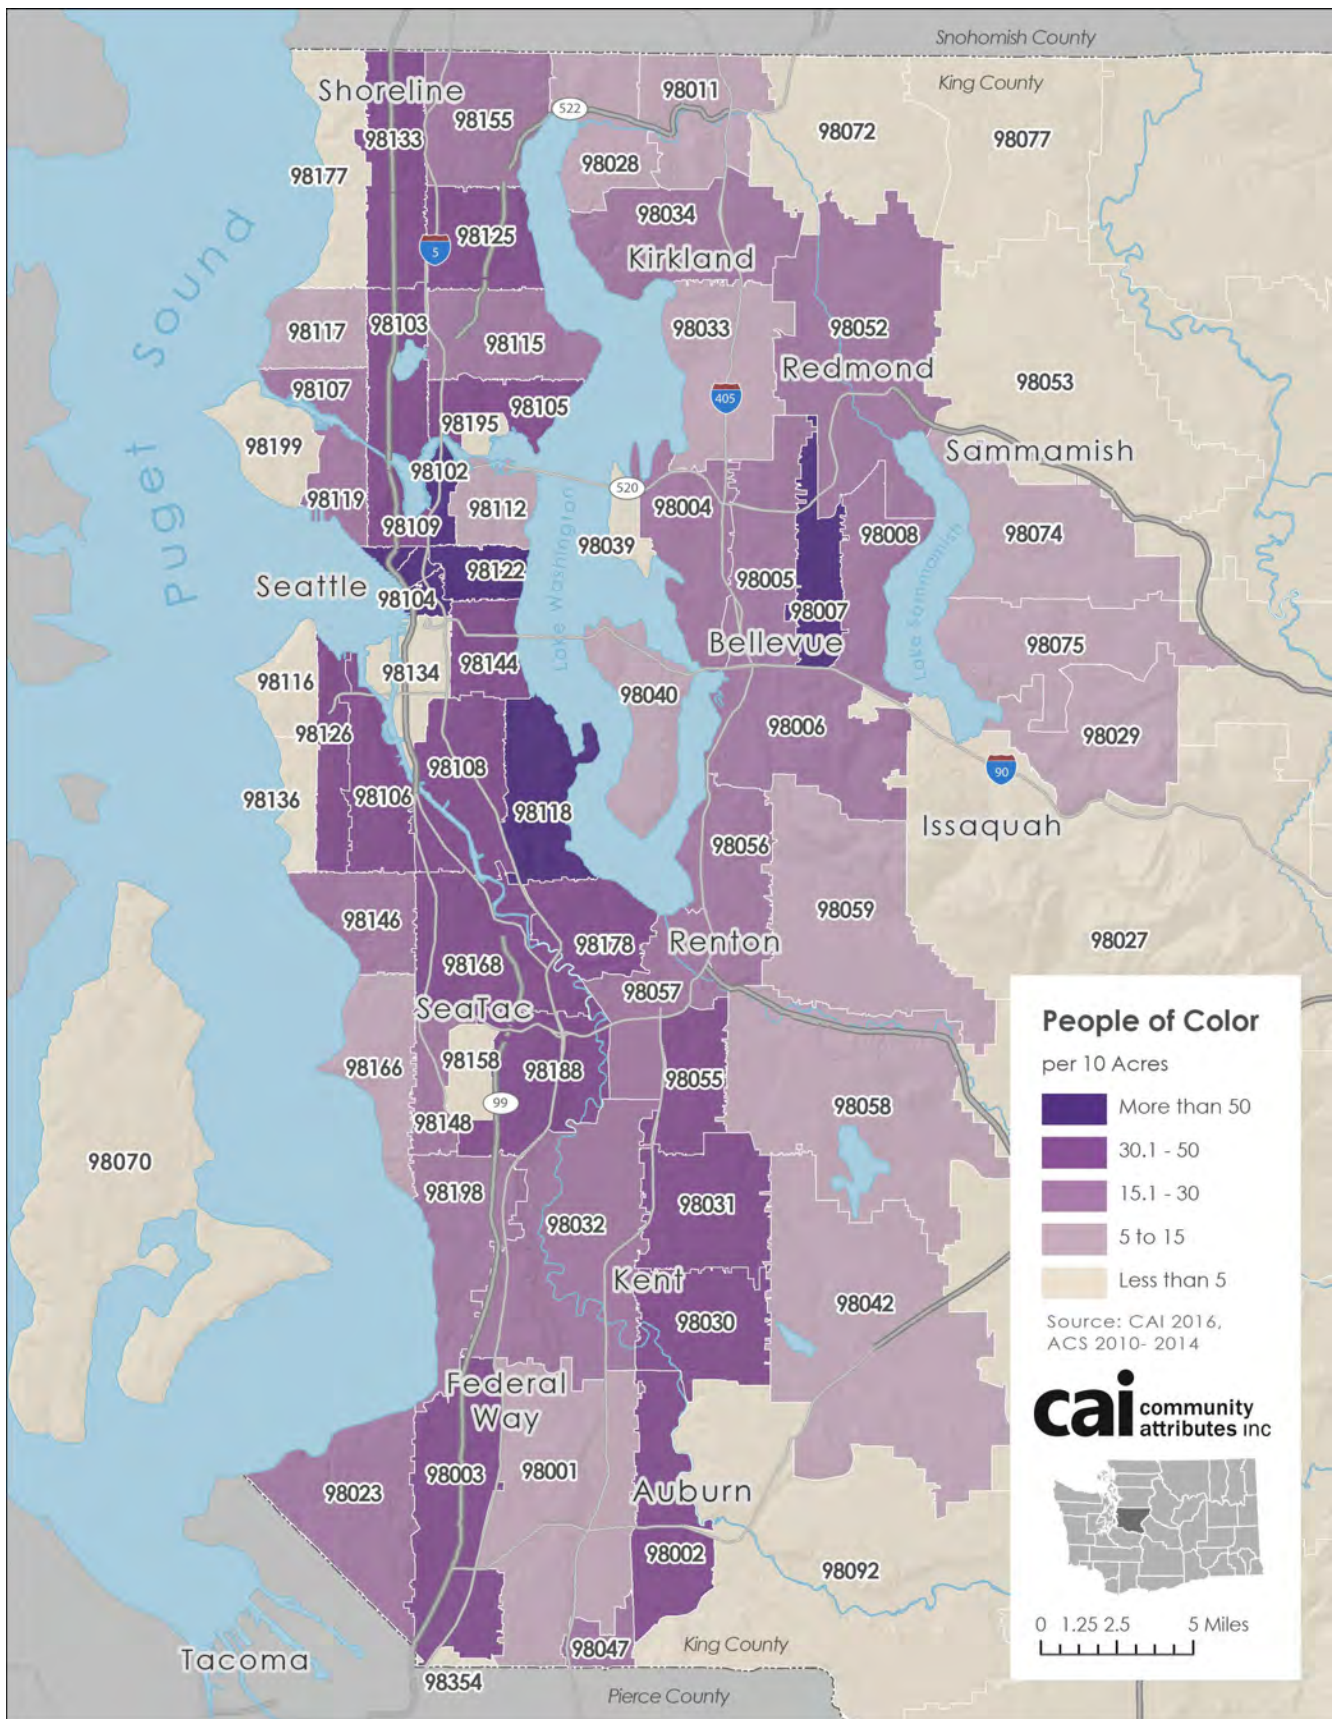 Snohomish County
King County
Shoreline
98155
98011
522
98133
98072
98077
98028
98177
98034
98125
Kirkland
5
Puget Sound
98117
98103
98115
98033
98052
Redmond
98053
98107
98105
405
98195
98199
Sammamish
98102
520
98119
98112
98004
98109
98039
98008
98074
Lake Washington
Lake Sammamish
98122
98005
Seattle
98104
98007
Bellevue
98075
98144
98134
98116
98040
98126
98006
98029
98108
90
98136
98106
98118
Issaquah
98056
98146
98059
98178
Renton
98027
98168
98057
SeaTac
98158
98166
98188
98055
98148
99
98058
98070
98198
98031
98032
Kent
98042
98030
Federal
Way
98003
98001
98023
Auburn
98002
98092
98047
King County
Tacoma
98354
Pierce County
People of Color
per 10 Acres
More than 50
30.1 - 50
15.1 - 30
5 to 15
Less than 5
Source: CAI 2016,
ACS 2010- 2014
cai community
attributes inc
0 1.25 2.5 5 Miles